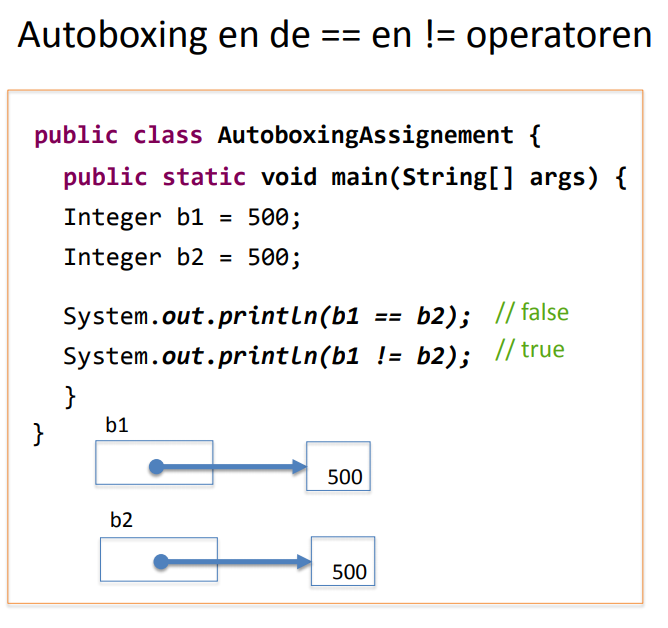 Autoboxing en de == en != operatoren
public class AutoboxingAssignement {
public static void main(String[] args) {
Integer b1 = 500;
Integer b2 = 500;
System.out.println(b1 == b2); // false
System.out.println(b1 != b2); // true
}
}
b1
500
b2
500